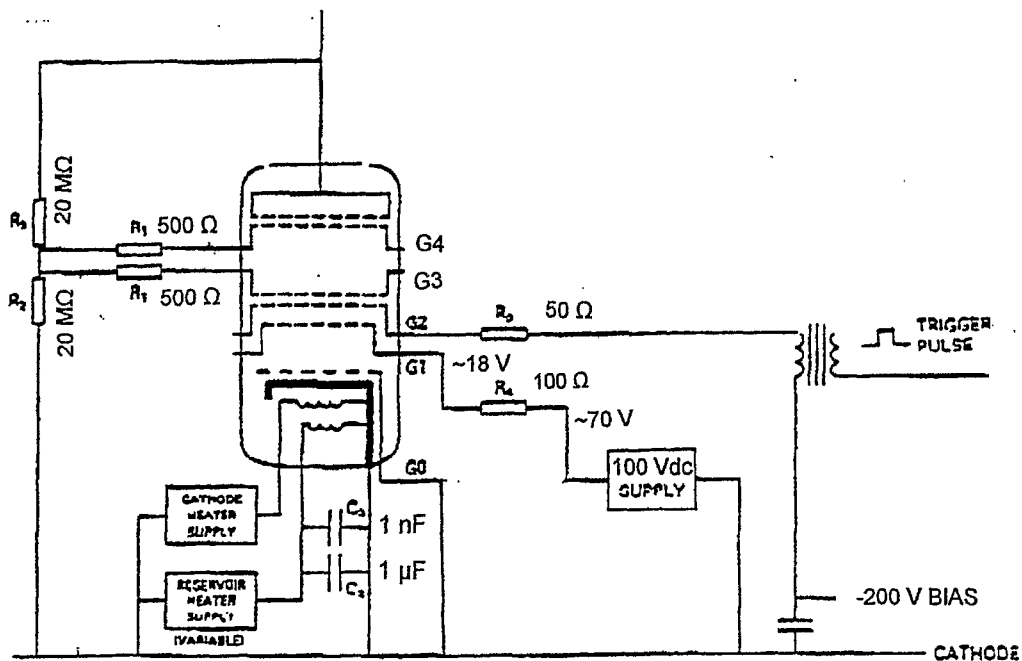 20 MΩ
R₃
R₁ 500 Ω
G4
G3
R₁ 500 Ω
R₂
20 MΩ
G2
R₃ 50 Ω
TRIGGER
PULSE
G1
~18 V
100 Ω
R₄
~70 V
100 Vdc
SUPPLY
G0
CATHODE
HEATER
SUPPLY
C₃ 1 nF
1 µF
C₂
RESERVOIR
HEATER
SUPPLY
(VARIABLE)
-200 V BIAS
CATHODE